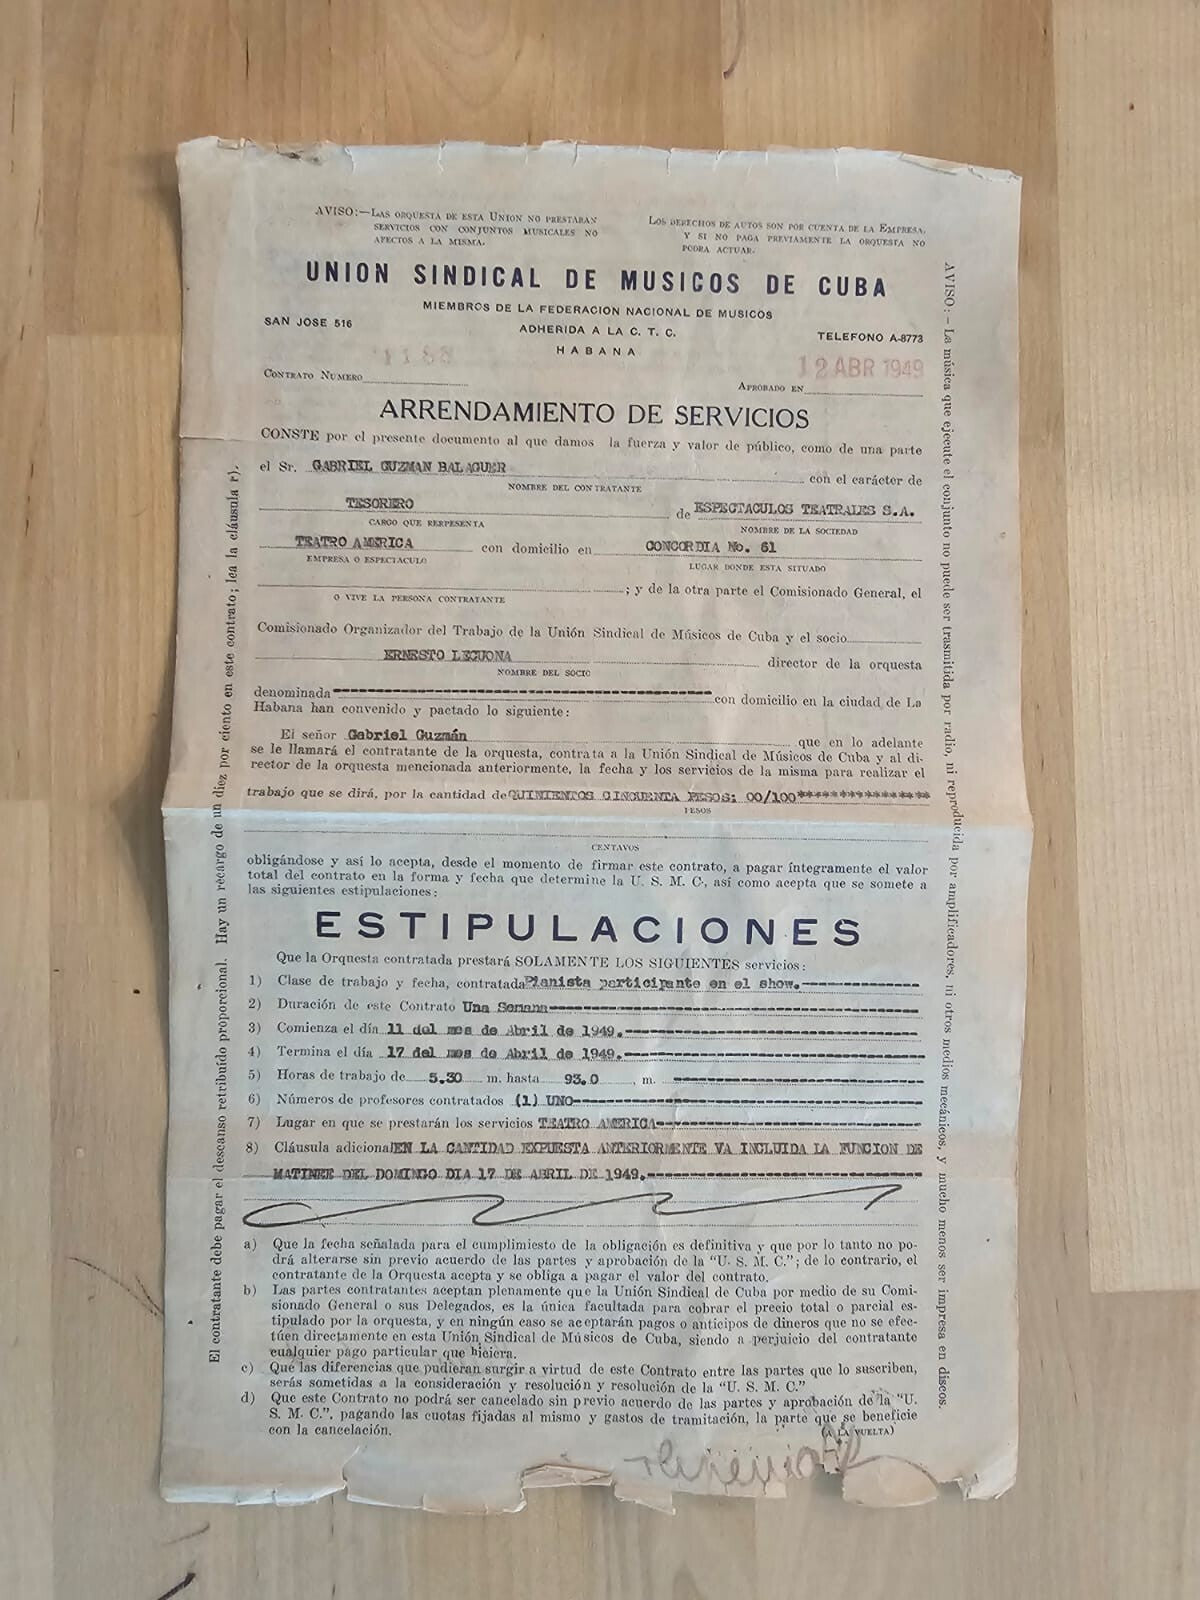 AVISO:—LAS ORQUESTA DE ESTA UNION NO PRESTARAN
SERVICIOS CON CONJUNTOS MUSICALES NO
AFECTOS A LA MISMA.
LOS DERECHOS DE AUTOS SON POR CUENTA DE LA EMPRESA,
Y SI NO PAGA PREVIAMENTE LA ORQUESTA NO
PODRA ACTUAR.
UNION SINDICAL DE MUSICOS DE CUBA
MIEMBROS DE LA FEDERACION NACIONAL DE MUSICOS
SAN JOSE 516
ADHERIDA A LA C. T. C.
TELEFONO A-8773
HABANA
CONTRATO NUMERO 1188
APROBADO EN 12 ABR 1949
ARRENDAMIENTO DE SERVICIOS
CONSTE por el presente documento al que damos la fuerza y valor de público, como de una parte
el Sr. GABRIEL GUZMAN BALAGUER con el carácter de
NOMBRE DEL CONTRATANTE
TESORERO de ESPECTACULOS TEATRALES S.A.
CARGO QUE RERPESENTA NOMBRE DE LA SOCIEDAD
TEATRO AMERICA con domicilio en CONCORDIA No. 61
EMPRESA O ESPECTACULO LUGAR DONDE ESTA SITUADO
; y de la otra parte el Comisionado General, el
O VIVE LA PERSONA CONTRATANTE
Comisionado Organizador del Trabajo de la Unión Sindical de Músicos de Cuba y el socio
ERNESTO LECUONA director de la orquesta
NOMBRE DEL SOCIO
denominada con domicilio en la ciudad de La
Habana han convenido y pactado lo siguiente:
El señor Gabriel Guzmán que en lo adelante
se le llamará el contratante de la orquesta, contrata a la Unión Sindical de Músicos de Cuba y al di-
rector de la orquesta mencionada anteriormente, la fecha y los servicios de la misma para realizar el
trabajo que se dirá, por la cantidad de QUINIENTOS CINCUENTA PESOS: 00/100****************
PESOS
CENTAVOS
obligándose y así lo acepta, desde el momento de firmar este contrato, a pagar íntegramente el valor
total del contrato en la forma y fecha que determine la U. S. M. C., así como acepta que se somete a
las siguientes estipulaciones:
ESTIPULACIONES
Que la Orquesta contratada prestará SOLAMENTE LOS SIGUIENTES servicios:
1) Clase de trabajo y fecha, contratada Pianista participante en el show.
2) Duración de este Contrato Una Semana
3) Comienza el día 11 del mes de Abril de 1949.
4) Termina el día 17 del mes de Abril de 1949.
5) Horas de trabajo de 5.30 m. hasta 93.0 , m.
6) Números de profesores contratados (1) UNO
7) Lugar en que se prestarán los servicios TEATRO AMERICA
8) Cláusula adicional EN LA CANTIDAD EXPUESTA ANTERIORMENTE VA INCLUIDA LA FUNCION DE
MATINEE DEL DOMINGO DIA 17 DE ABRIL DE 1949.
a) Que la fecha señalada para el cumplimiesto de la obligación es definitiva y que por lo tanto no po-
drá alterarse sin previo acuerdo de las partes y aprobación de la "U. S. M. C."; de lo contrario, el
contratante de la Orquesta acepta y se obliga a pagar el valor del contrato.
b) Las partes contratantes aceptan plenamente que la Unión Sindical de Cuba por medio de su Comi-
sionado General o sus Delegados, es la única facultada para cobrar el precio total o parcial es-
tipulado por la orquesta, y en ningún caso se aceptarán pagos o anticipos de dineros que no se efec-
túen directamente en esta Unión Sindical de Músicos de Cuba, siendo a perjuicio del contratante
cualquier pago particular que hiciera.
c) Que las diferencias que pudieran surgir a virtud de este Contrato entre las partes que lo suscriben,
serás sometidas a la consideración y resolución y resolución de la "U. S. M. C."
d) Que este Contrato no podrá ser cancelado sin previo acuerdo de las partes y aprobación de la "U.
S. M. C.", pagando las cuotas fijadas al mismo y gastos de tramitación, la parte que se beneficie
con la cancelación.
(A LA VUELTA)
El contratante debe pagar el descanso retribuído proporcional. Hay un recargo de un diez por ciento en este contrato; lea la cláusula r).
AVISO:—La música que ejecute el conjunto no puede ser trasmitida por radio, ni reproducida por amplificadores, ni otros medios mecánicos, y mucho menos ser impresa en discos.